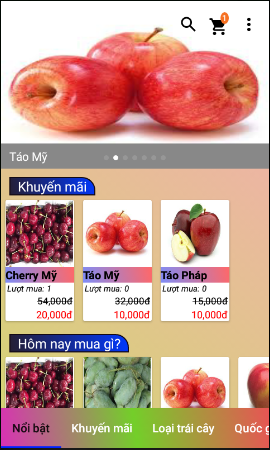 1
Táo Mỹ
Khuyến mãi
Cherry Mỹ
Lượt mua: 1
54,000đ
20,000đ
Táo Mỹ
Lượt mua: 0
32,000đ
10,000đ
Táo Pháp
Lượt mua: 0
15,000đ
10,000đ
Hôm nay mua gì?
Nổi bật
Khuyến mãi
Loại trái cây
Quốc g